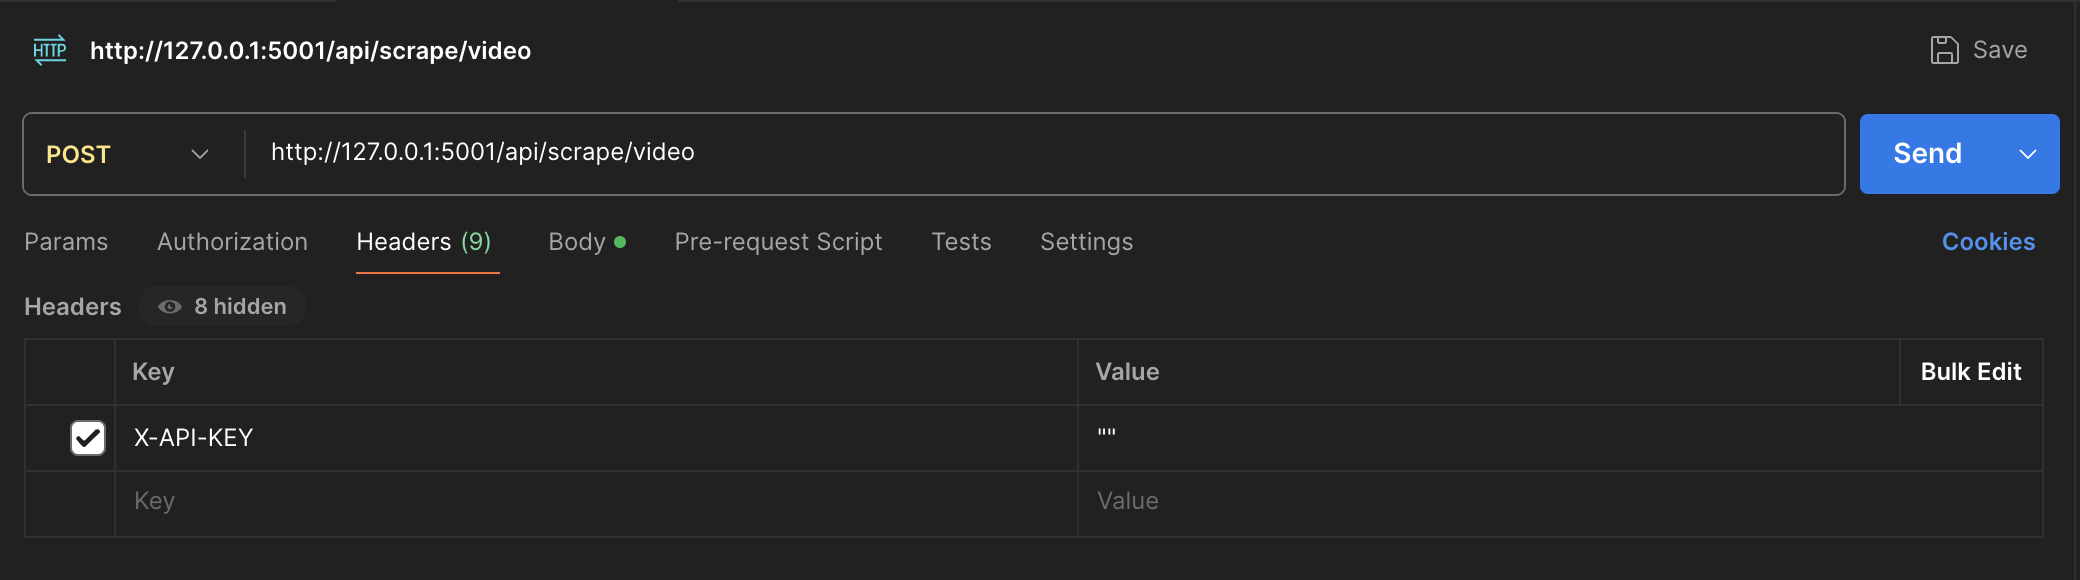 HTTP http://127.0.0.1:5001/api/scrape/video Save
POST http://127.0.0.1:5001/api/scrape/video Send
Params Authorization Headers (9) Body Pre-request Script Tests Settings Cookies
Headers 8 hidden
Key Value Bulk Edit
X-API-KEY ""
Key Value